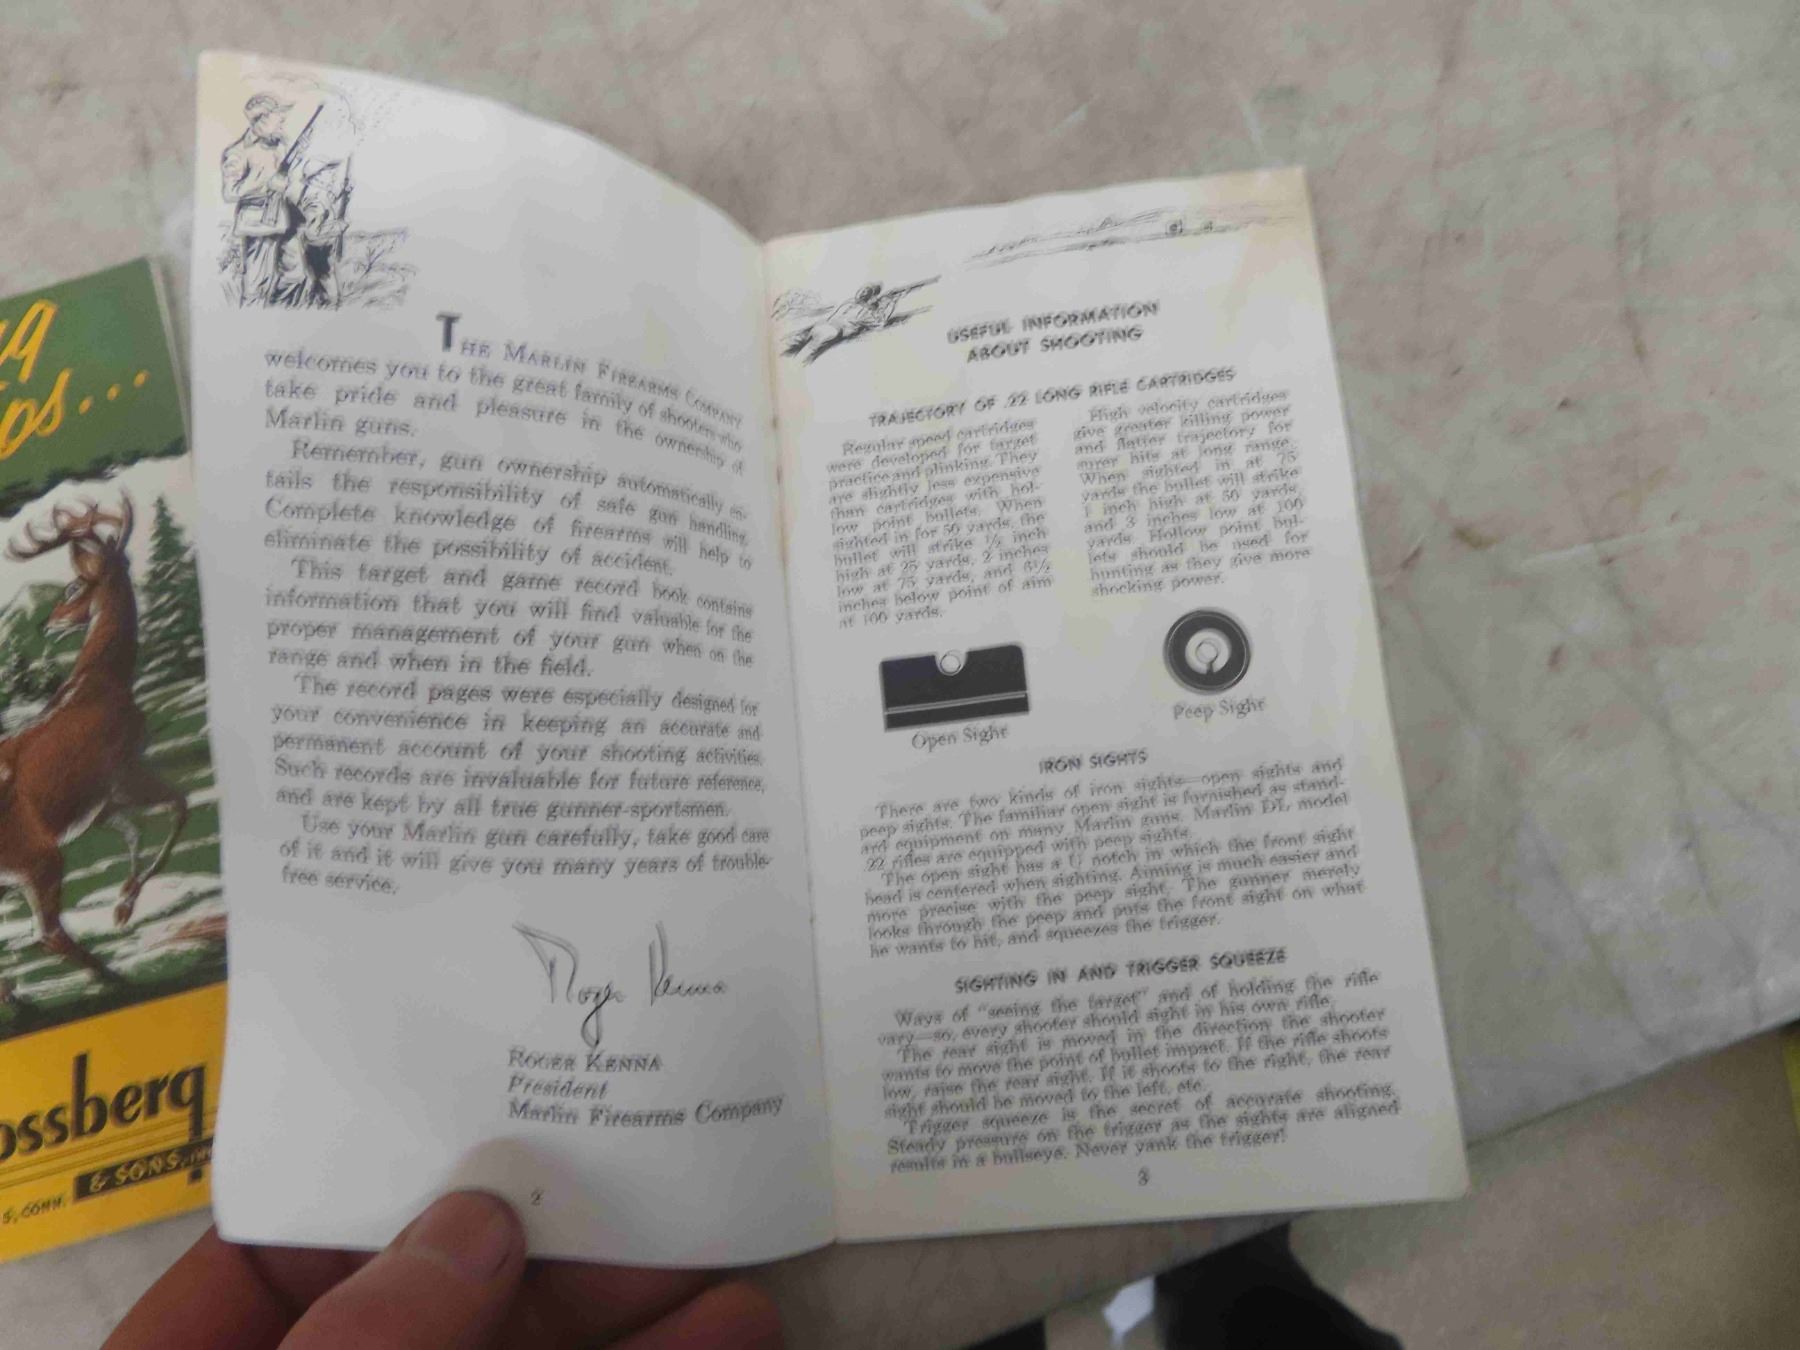 ps..
ossberg
& SONS, INC
S, CONN.
THE MARLIN FIREARMS COMPANY
welcomes you to the great family of shooters who
take pride and pleasure in the ownership of
Marlin guns.
Remember, gun ownership automatically en-
tails the responsibility of safe gun handling.
Complete knowledge of firearms will help to
eliminate the possibility of accident.
This target and game record book contains
information that you will find valuable for the
proper management of your gun when on the
range and when in the field.
The record pages were especially designed for
your convenience in keeping an accurate and
permanent account of your shooting activities.
Such records are invaluable for future reference,
and are kept by all true gunner-sportsmen.
Use your Marlin gun carefully, take good care
of it and it will give you many years of trouble-
free service.
Roger Kenna
ROGER KENNA
President
Marlin Firearms Company
2
USEFUL INFORMATION
ABOUT SHOOTING
TRAJECTORY OF .22 LONG RIFLE CARTRIDGES
Regular speed cartridges
were developed for target
practice and plinking. They
are slightly less expensive
than cartridges with hol-
low point bullets. When
sighted in for 50 yards, the
bullet will strike 1/2 inch
high at 25 yards, 2 inches
low at 75 yards, and 6 1/2
inches below point of aim
at 100 yards.
High velocity cartridges
give greater killing power
and flatter trajectory for
surer hits at long range.
When sighted in at 75
yards the bullet will strike
1 inch high at 50 yards,
and 3 inches low at 100
yards. Hollow point bul-
lets should be used for
hunting as they give more
shocking power.
Open Sight
Peep Sight
IRON SIGHTS
There are two kinds of iron sights—open sights and
peep sights. The familiar open sight is furnished as stand-
ard equipment on many Marlin guns. Marlin DL model
.22 rifles are equipped with peep sights.
The open sight has a U notch in which the front sight
head is centered when sighting. Aiming is much easier and
more precise with the peep sight. The gunner merely
looks through the peep and puts the front sight on what
he wants to hit, and squeezes the trigger.
SIGHTING IN AND TRIGGER SQUEEZE
Ways of "seeing the target" and of holding the rifle
vary—so, every shooter should sight in his own rifle.
The rear sight is moved in the direction the shooter
wants to move the point of bullet impact. If the rifle shoots
low, raise the rear sight. If it shoots to the right, the rear
sight should be moved to the left, etc.
Trigger squeeze is the secret of accurate shooting.
Steady pressure on the trigger as the sights are aligned
results in a bullseye. Never yank the trigger!
3